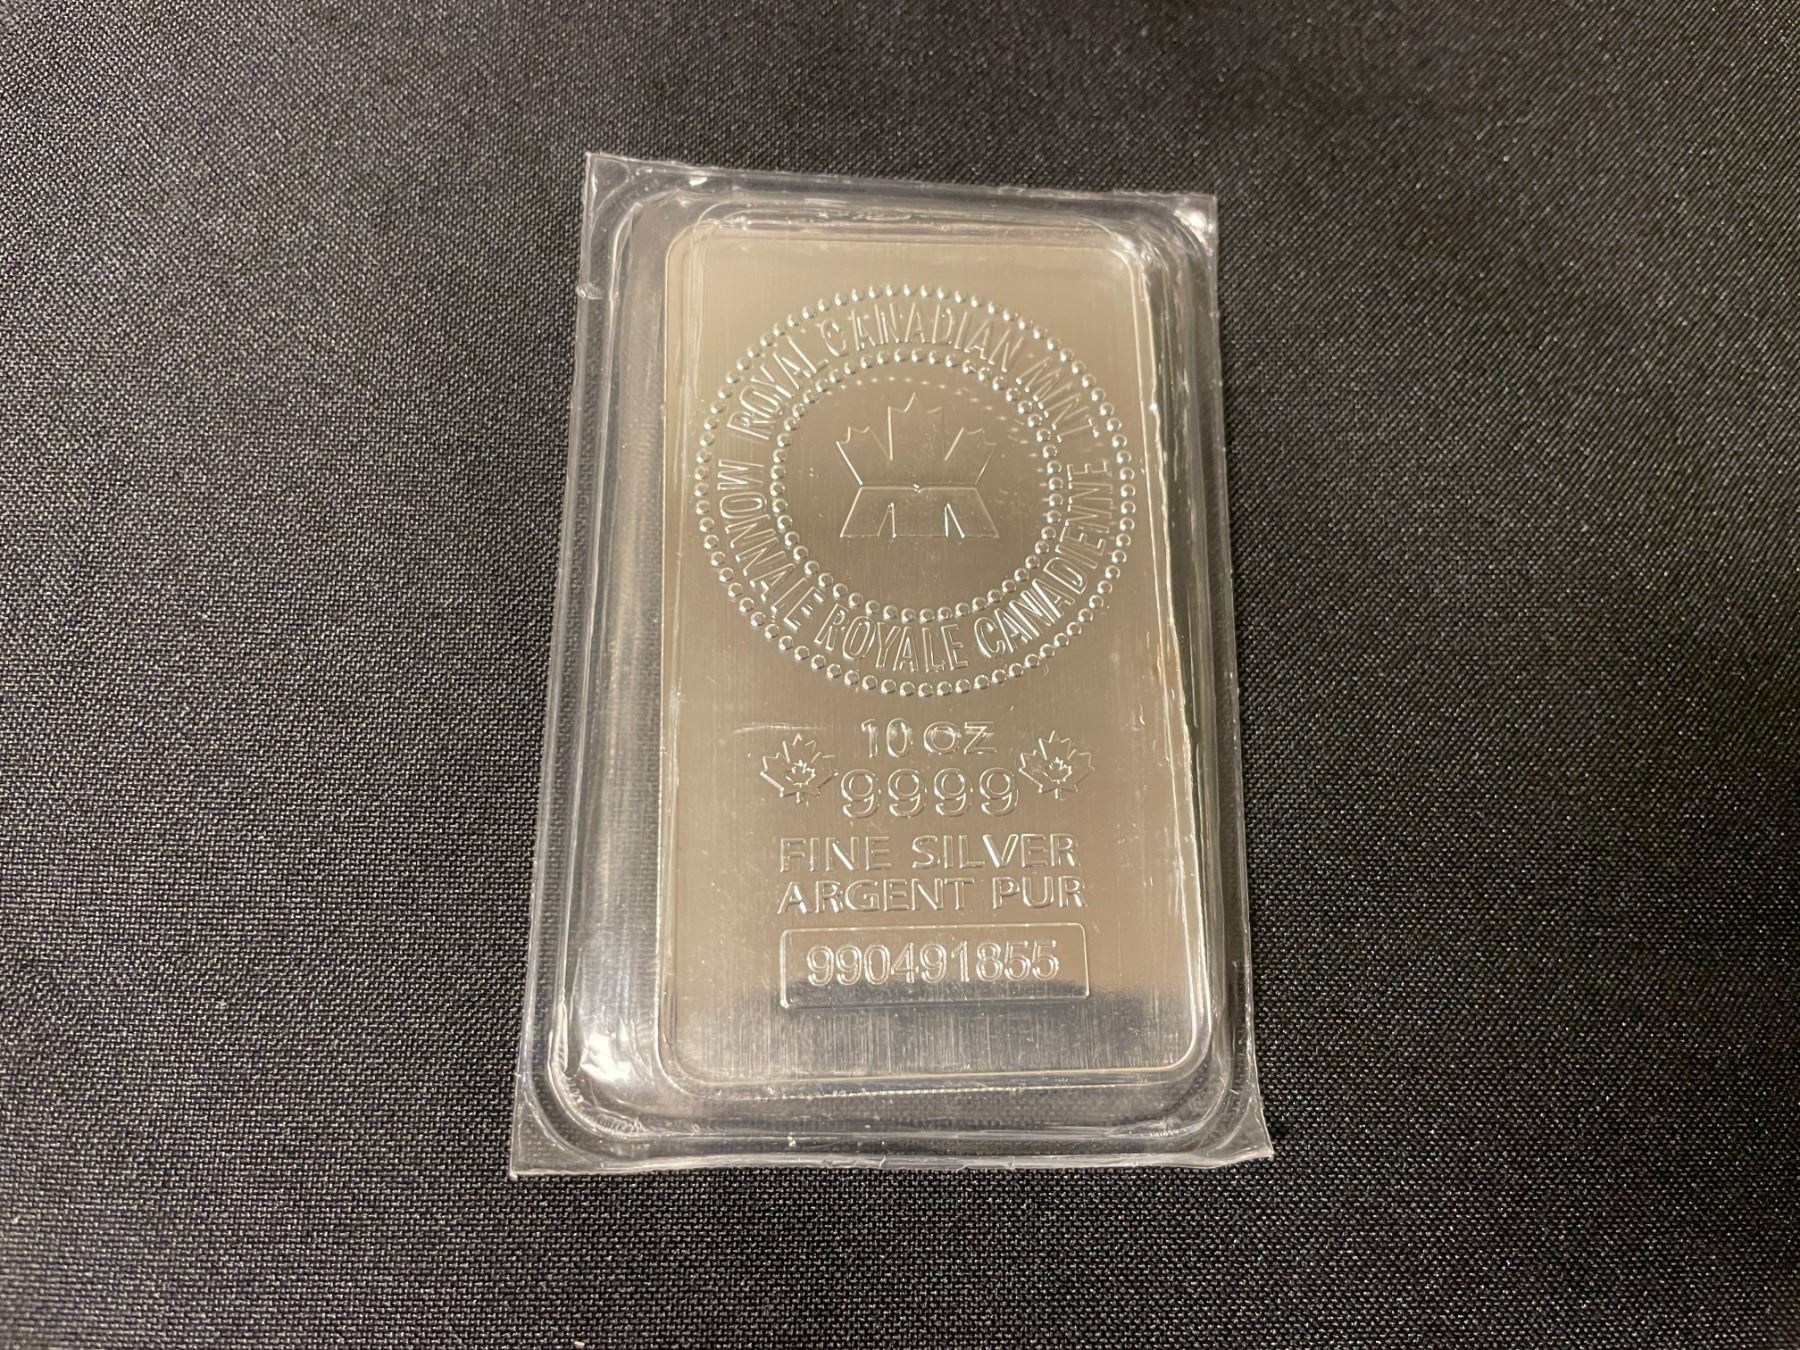 ROYAL CANADIAN MINT
MONNAIE ROYALE CANADIENNE
10 OZ
9999
FINE SILVER
ARGENT PUR
990491855